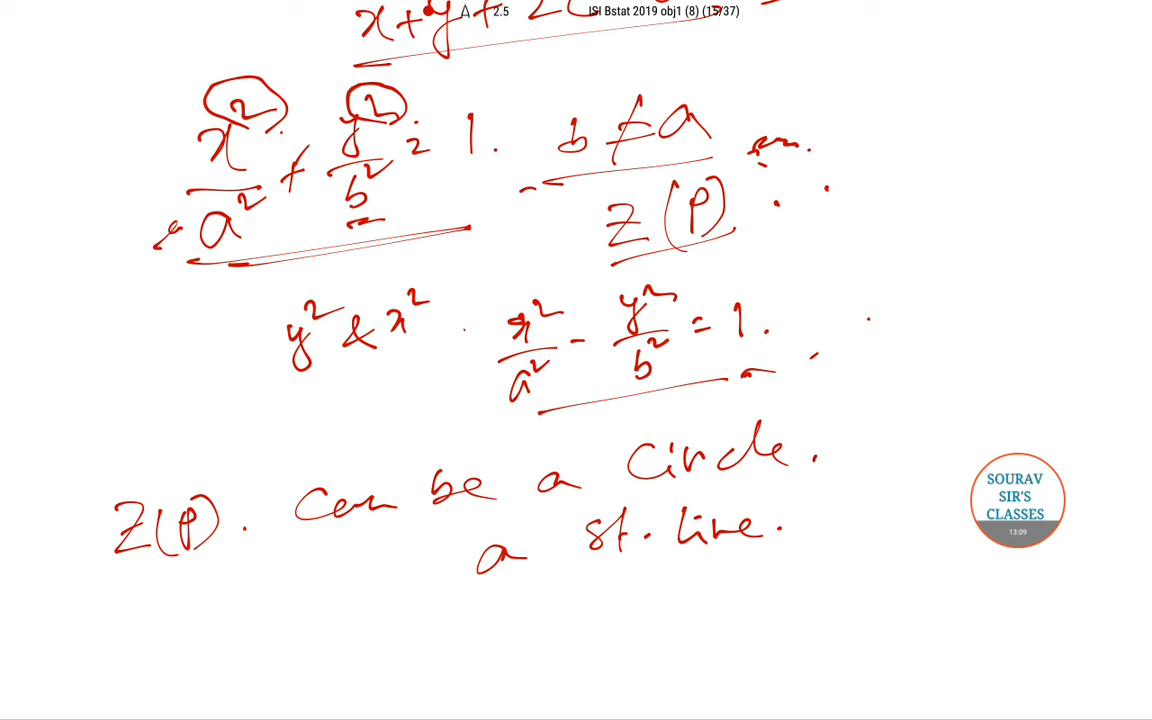 2.5 ISI Bstat 2019 obj1 (8) (15/37)
x+y+2
x²/a² + y²/b² = 1. b ≠ a
Z(P)
y² & x². x²/a² - y²/b² = 1.
Z(P). Can be a Circle.
a st. line.
SOURAV
SIR'S
CLASSES
13:09